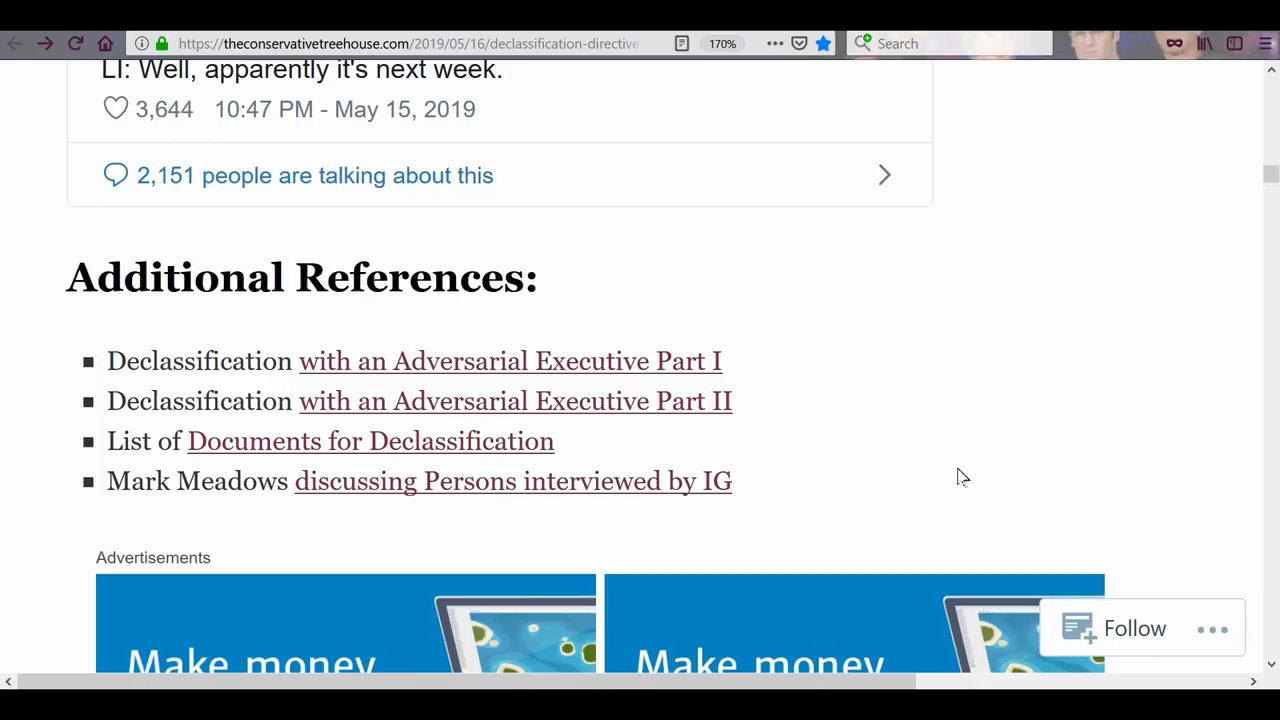 https://theconservativetreehouse.com/2019/05/16/declassification-directive
170%
Search
LI: Well, apparently it's next week.
3,644 10:47 PM - May 15, 2019
2,151 people are talking about this
Additional References:
Declassification with an Adversarial Executive Part I
Declassification with an Adversarial Executive Part II
List of Documents for Declassification
Mark Meadows discussing Persons interviewed by IG
Advertisements
Make money
Make money
Follow